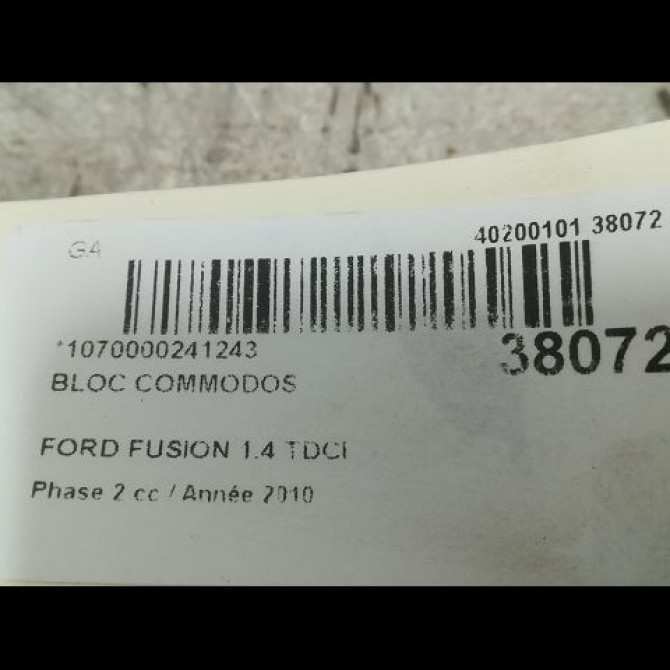 G4
40200101 38072
*1070000241243
38072
BLOC COMMODOS
FORD FUSION 1.4 TDCI
Phase 2 cc / Année 2010